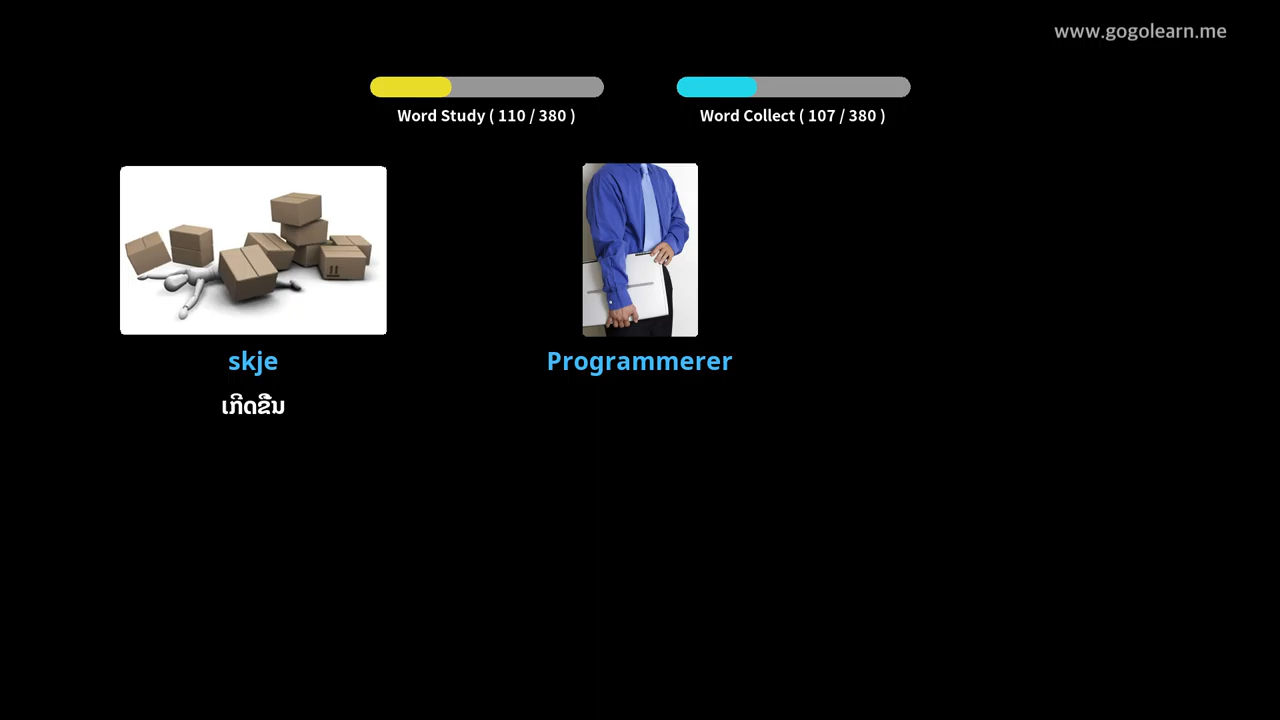 www.gogolearn.me
Word Study ( 110 / 380 )
Word Collect ( 107 / 380 )
skje
Programmerer
ເກີດຂື້ນ